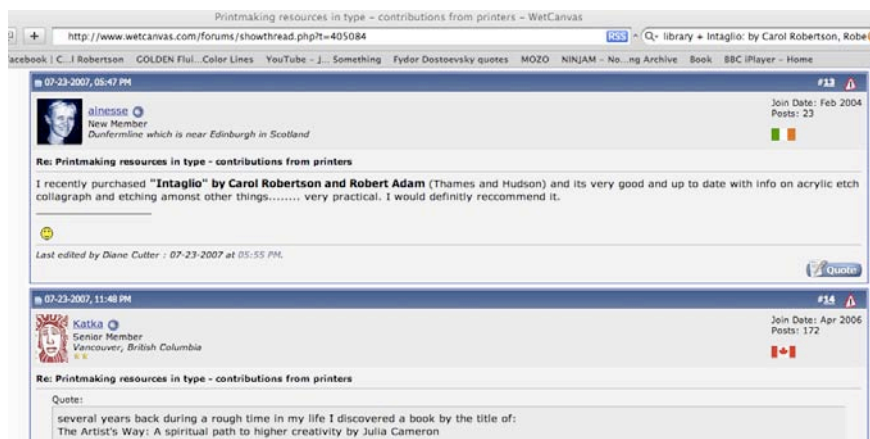 Printmaking resources in type – contributions from printers – WetCanvas
+ http://www.wetcanvas.com/forums/showthread.php?t=405084 RSS Q- library + Intaglio: by Carol Robertson, Robe
acebook | C...l Robertson GOLDEN Flui...Color Lines YouTube - J... Something Fydor Dostoevsky quotes MOZO NINJAM - No...ng Archive Book BBC iPlayer - Home
07-23-2007, 05:47 PM #13
ainesse
New Member
Dunfermline which is near Edinburgh in Scotland
Join Date: Feb 2004
Posts: 23
Re: Printmaking resources in type - contributions from printers
I recently purchased "Intaglio" by Carol Robertson and Robert Adam (Thames and Hudson) and its very good and up to date with info on acrylic etch
collagraph and etching amonst other things........ very practical. I would definitly reccommend it.
Last edited by Diane Cutter : 07-23-2007 at 05:55 PM.
Quote
07-23-2007, 11:48 PM #14
Katka
Senior Member
Vancouver, British Columbia
Join Date: Apr 2006
Posts: 172
Re: Printmaking resources in type - contributions from printers
Quote:
several years back during a rough time in my life I discovered a book by the title of:
The Artist's Way: A spiritual path to higher creativity by Julia Cameron